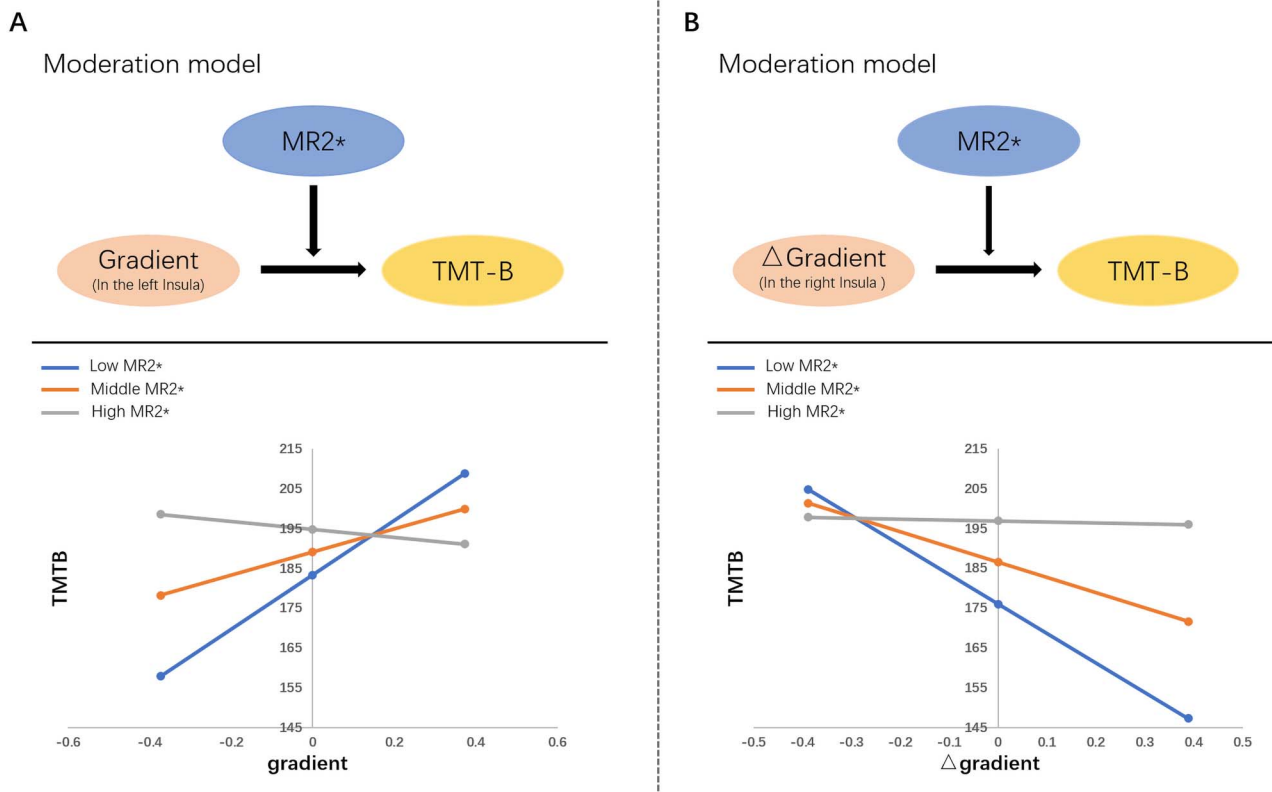 A
Moderation model
MR2*
Gradient
(In the left Insula)
TMT-B
Low MR2*
Middle MR2*
High MR2*
215
205
195
185
175
165
155
145
TMTB
-0.6
-0.4
-0.2
0
0.2
0.4
0.6
gradient
B
Moderation model
MR2*
△Gradient
(In the right Insula )
TMT-B
Low MR2*
Middle MR2*
High MR2*
215
205
195
185
175
165
155
145
TMTB
-0.5
-0.4
-0.3
-0.2
-0.1
0
0.1
0.2
0.3
0.4
0.5
△gradient